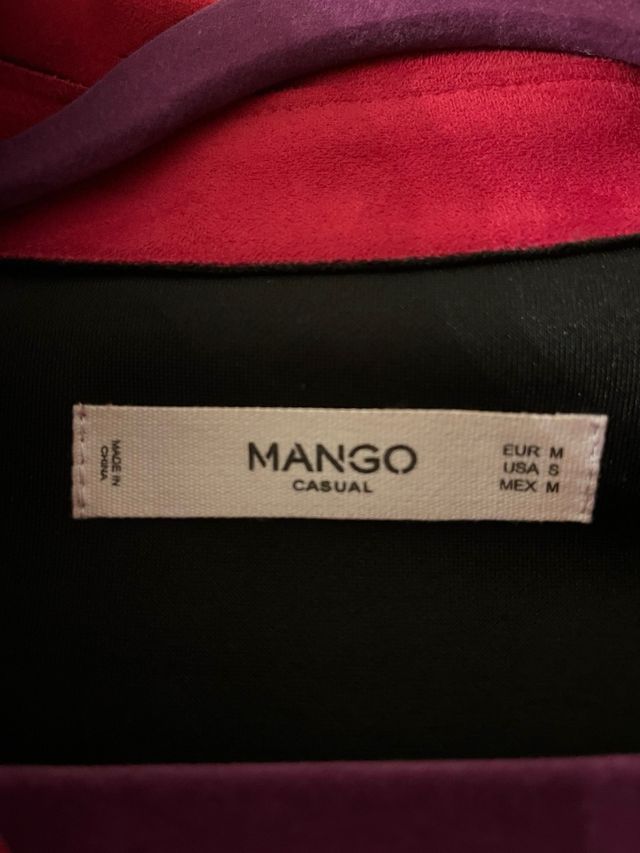 MADE IN
CHINA
MANGO
CASUAL
EUR M
USA S
MEX M